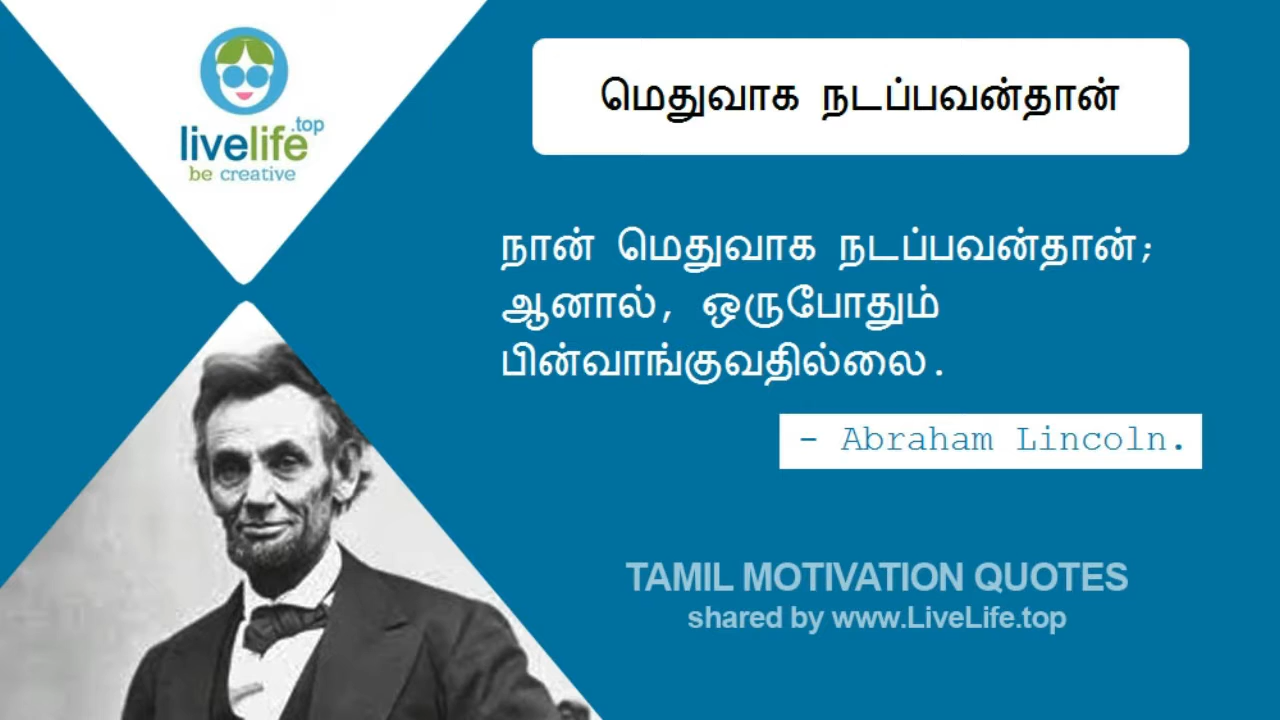 livelife.top
be creative
மெதுவாக நடப்பவன்தான்
நான் மெதுவாக நடப்பவன்தான்;
ஆனால், ஒருபோதும்
பின்வாங்குவதில்லை.
- Abraham Lincoln.
TAMIL MOTIVATION QUOTES
shared by www.LiveLife.top